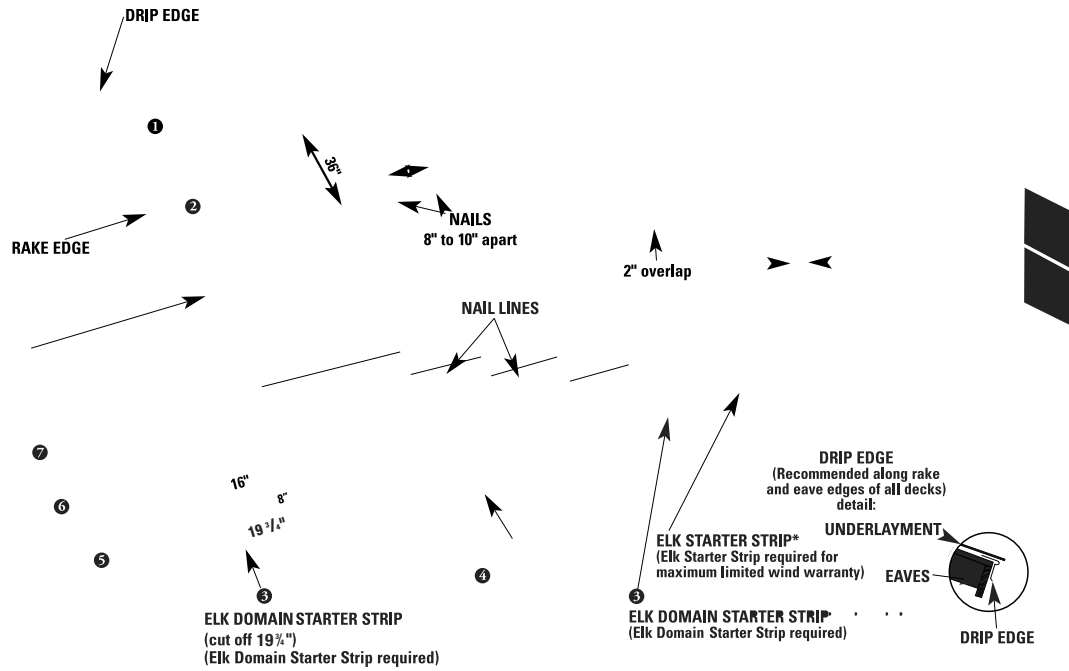 DRIP EDGE
❶
36"
❷
RAKE EDGE
NAILS
8" to 10" apart
2" overlap
NAIL LINES
❼
❻
❺
16"
8"
19 ¾"
❸
ELK DOMAIN STARTER STRIP
(cut off 19¾")
(Elk Domain Starter Strip required)
❹
ELK STARTER STRIP*
(Elk Starter Strip required for
maximum limited wind warranty)
❸
ELK DOMAIN STARTER STRIP
(Elk Domain Starter Strip required)
DRIP EDGE
(Recommended along rake
and eave edges of all decks)
detail:
UNDERLAYMENT
EAVES
DRIP EDGE